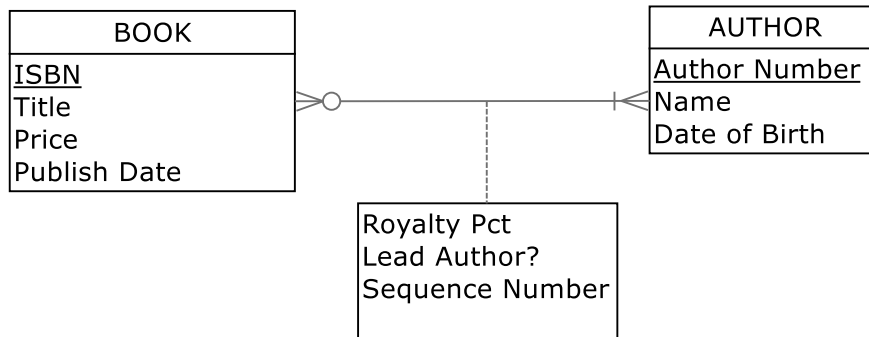 BOOK
ISBN
Title
Price
Publish Date
AUTHOR
Author Number
Name
Date of Birth
Royalty Pct
Lead Author?
Sequence Number